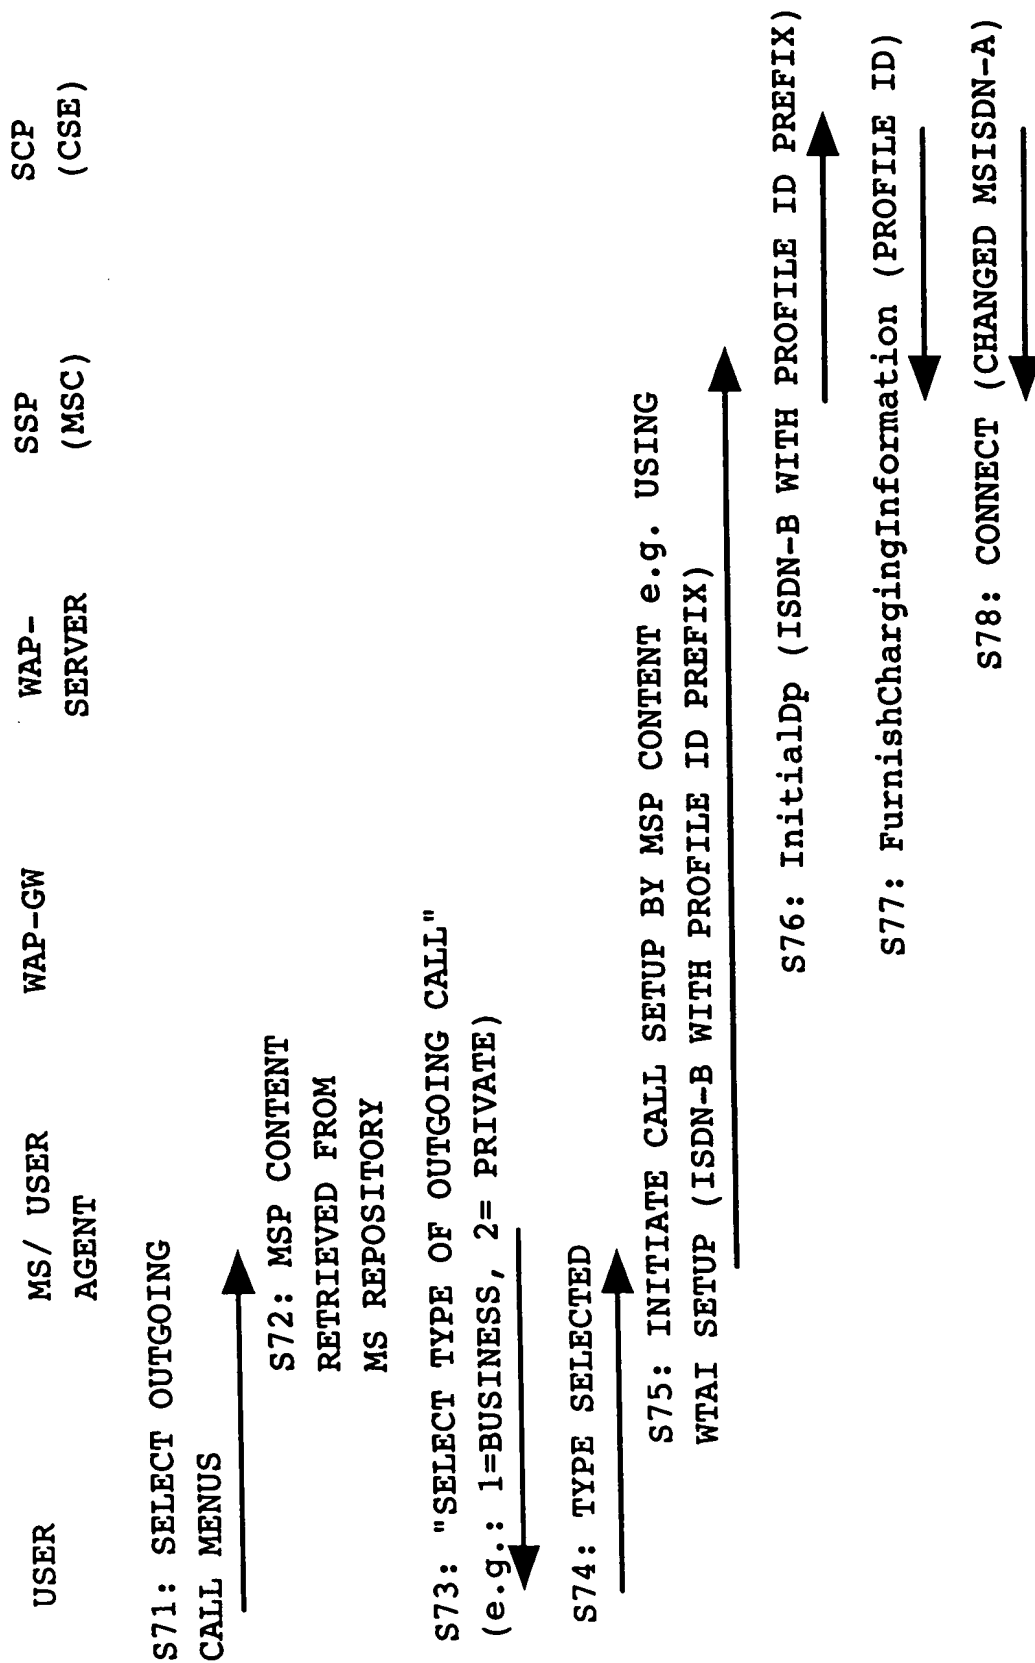 USER
MS/ USER
AGENT
WAP-GW
WAP-
SERVER
SSP
(MSC)
SCP
(CSE)
S71: SELECT OUTGOING
CALL MENUS
S72: MSP CONTENT
RETRIEVED FROM
MS REPOSITORY
S73: "SELECT TYPE OF OUTGOING CALL"
(e.g.: 1=BUSINESS, 2= PRIVATE)
S74: TYPE SELECTED
S75: INITIATE CALL SETUP BY MSP CONTENT e.g. USING
WTAI SETUP (ISDN-B WITH PROFILE ID PREFIX)
S76: InitialDp (ISDN-B WITH PROFILE ID PREFIX)
S77: FurnishChargingInformation (PROFILE ID)
S78: CONNECT (CHANGED MSISDN-A)